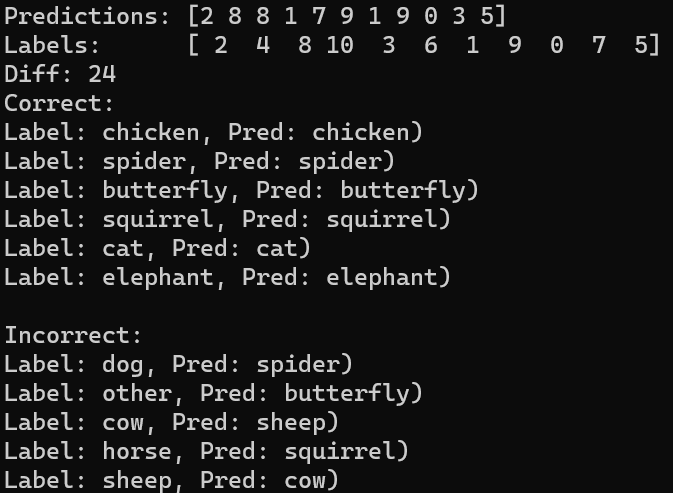 Predictions: [2 8 8 1 7 9 1 9 0 3 5]
Labels:      [ 2  4  8 10  3  6  1  9  0  7  5]
Diff: 24
Correct:
Label: chicken, Pred: chicken)
Label: spider, Pred: spider)
Label: butterfly, Pred: butterfly)
Label: squirrel, Pred: squirrel)
Label: cat, Pred: cat)
Label: elephant, Pred: elephant)

Incorrect:
Label: dog, Pred: spider)
Label: other, Pred: butterfly)
Label: cow, Pred: sheep)
Label: horse, Pred: squirrel)
Label: sheep, Pred: cow)